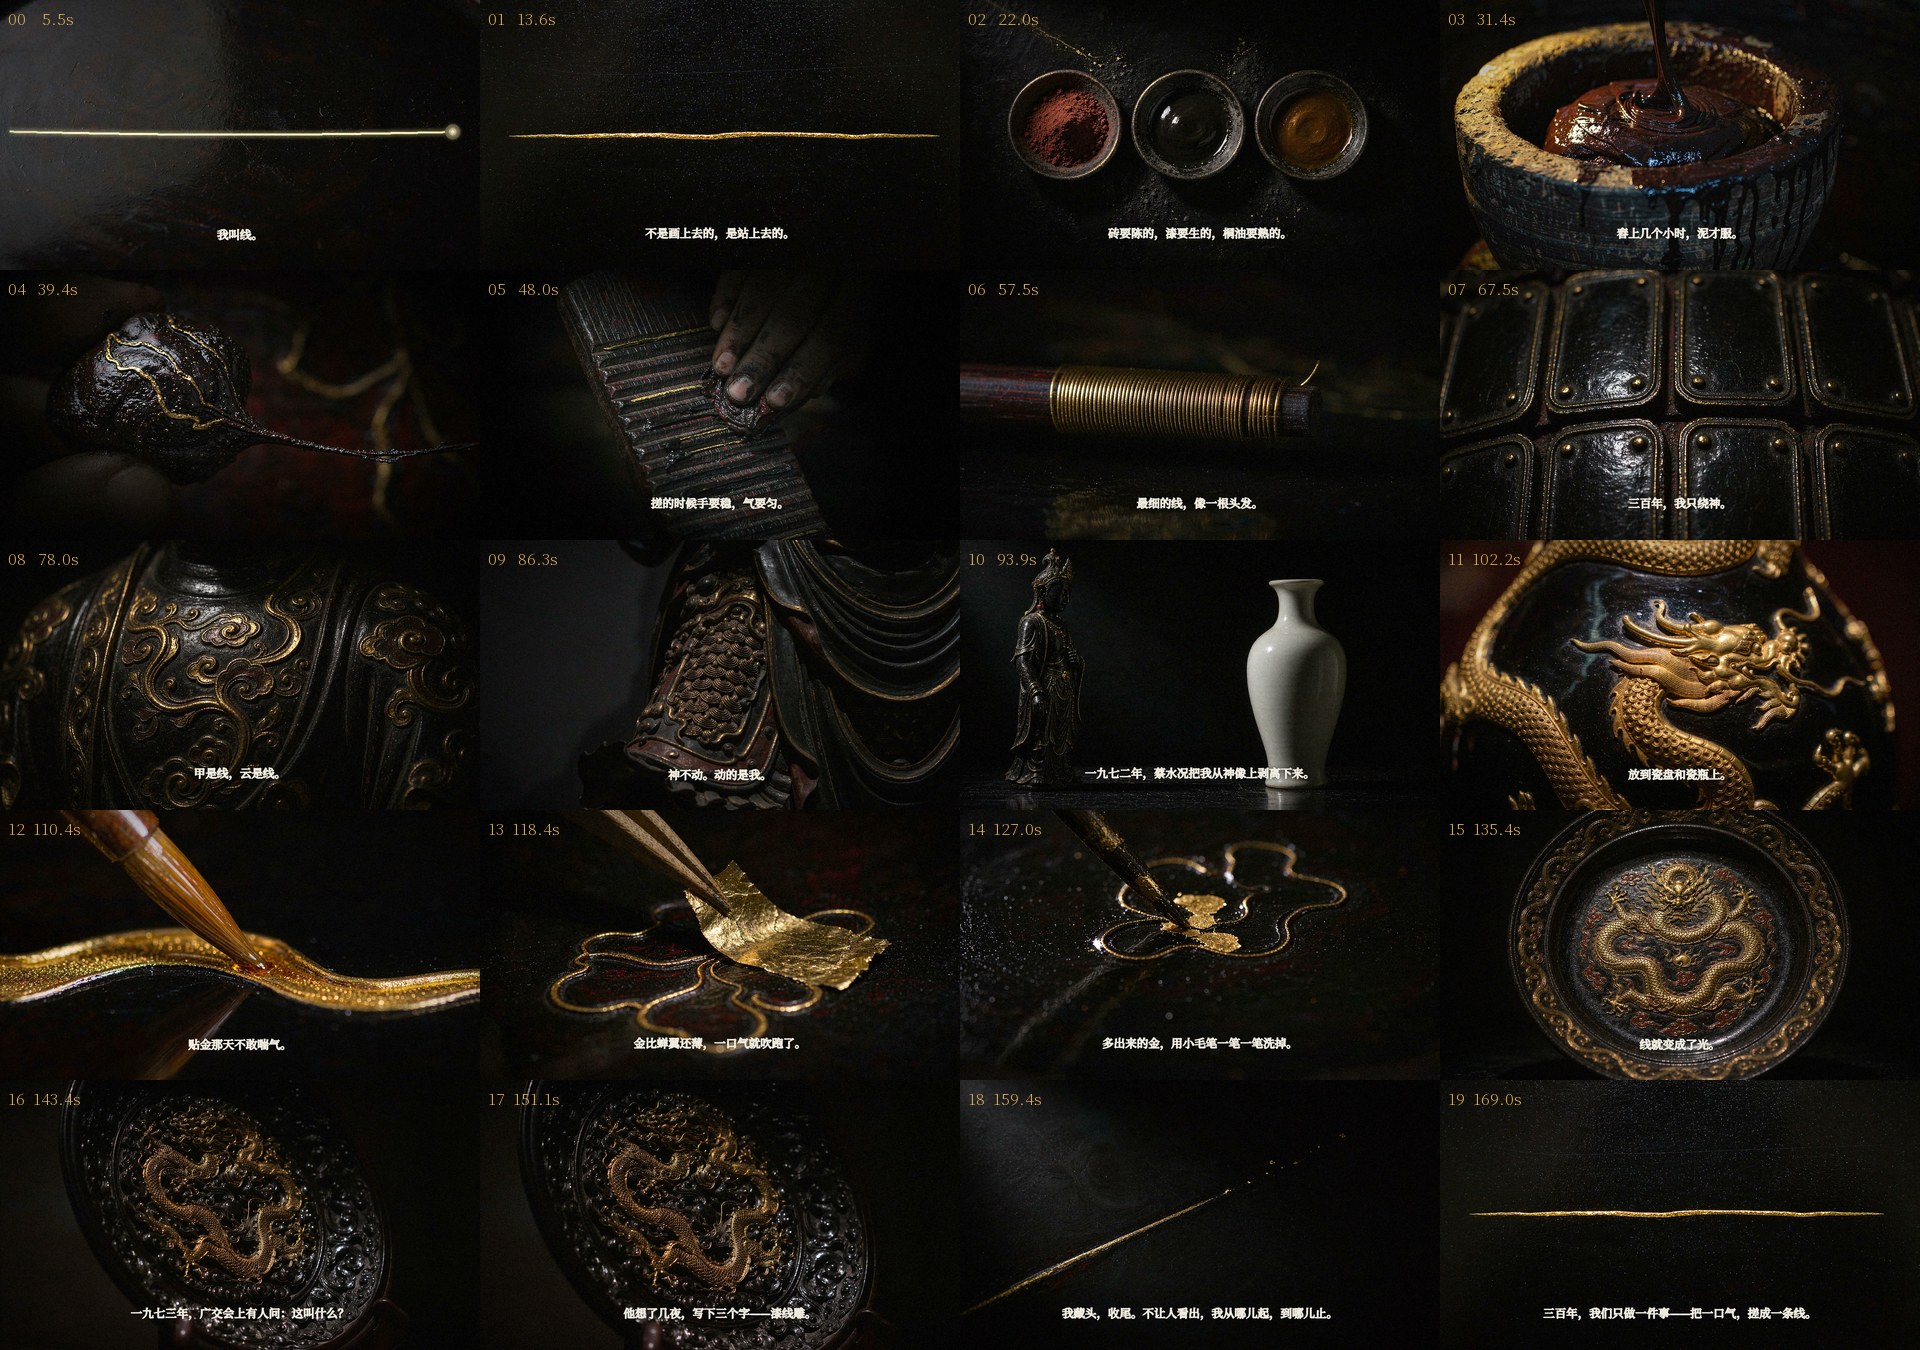 00 5.5s
我叫线。
01 13.6s
不是画上去的，是站上去的。
02 22.0s
砖要陈的，漆要生的，桐油要熟的。
03 31.4s
舂上几个小时，泥才服。
04 39.4s
05 48.0s
搓的时候手要稳，气要匀。
06 57.5s
最细的线，像一根头发。
07 67.5s
三百年，我只绕神。
08 78.0s
甲是线，云是线。
09 86.3s
神不动。动的是我。
10 93.9s
一九七二年，蔡水况把我从神像上剥离下来。
11 102.2s
放到瓷盘和瓷瓶上。
12 110.4s
贴金那天不敢喘气。
13 118.4s
金比蝉翼还薄，一口气就吹跑了。
14 127.0s
多出来的金，用小毛笔一笔一笔洗掉。
15 135.4s
线就变成了光。
16 143.4s
一九七三年，广交会上有人问：这叫什么？
17 151.1s
他想了几夜，写下三个字——漆线雕。
18 159.4s
我藏头，收尾。不让人看出，我从哪儿起，到哪儿止。
19 169.0s
三百年，我们只做一件事——把一口气，搓成一条线。